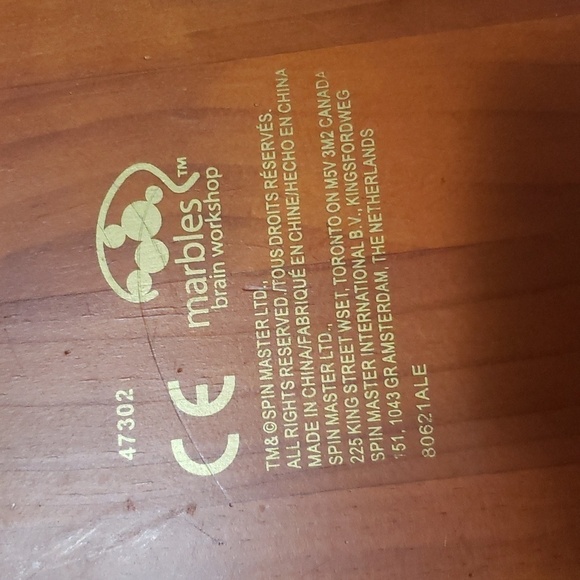 47302
CE
marbles™
brain workshop
TM& © SPIN MASTER LTD.,
ALL RIGHTS RESERVED./TOUS DROITS RÉSERVÉS.
MADE IN CHINA/FABRIQUÉ EN CHINE/HECHO EN CHINA
SPIN MASTER LTD.,
225 KING STREET WSET, TORONTO ON M5V 3M2 CANADA
SPIN MASTER INTERNATIONAL B.V., KINGSFORDWEG
151, 1043 GR AMSTERDAM, THE NETHERLANDS
80621ALE